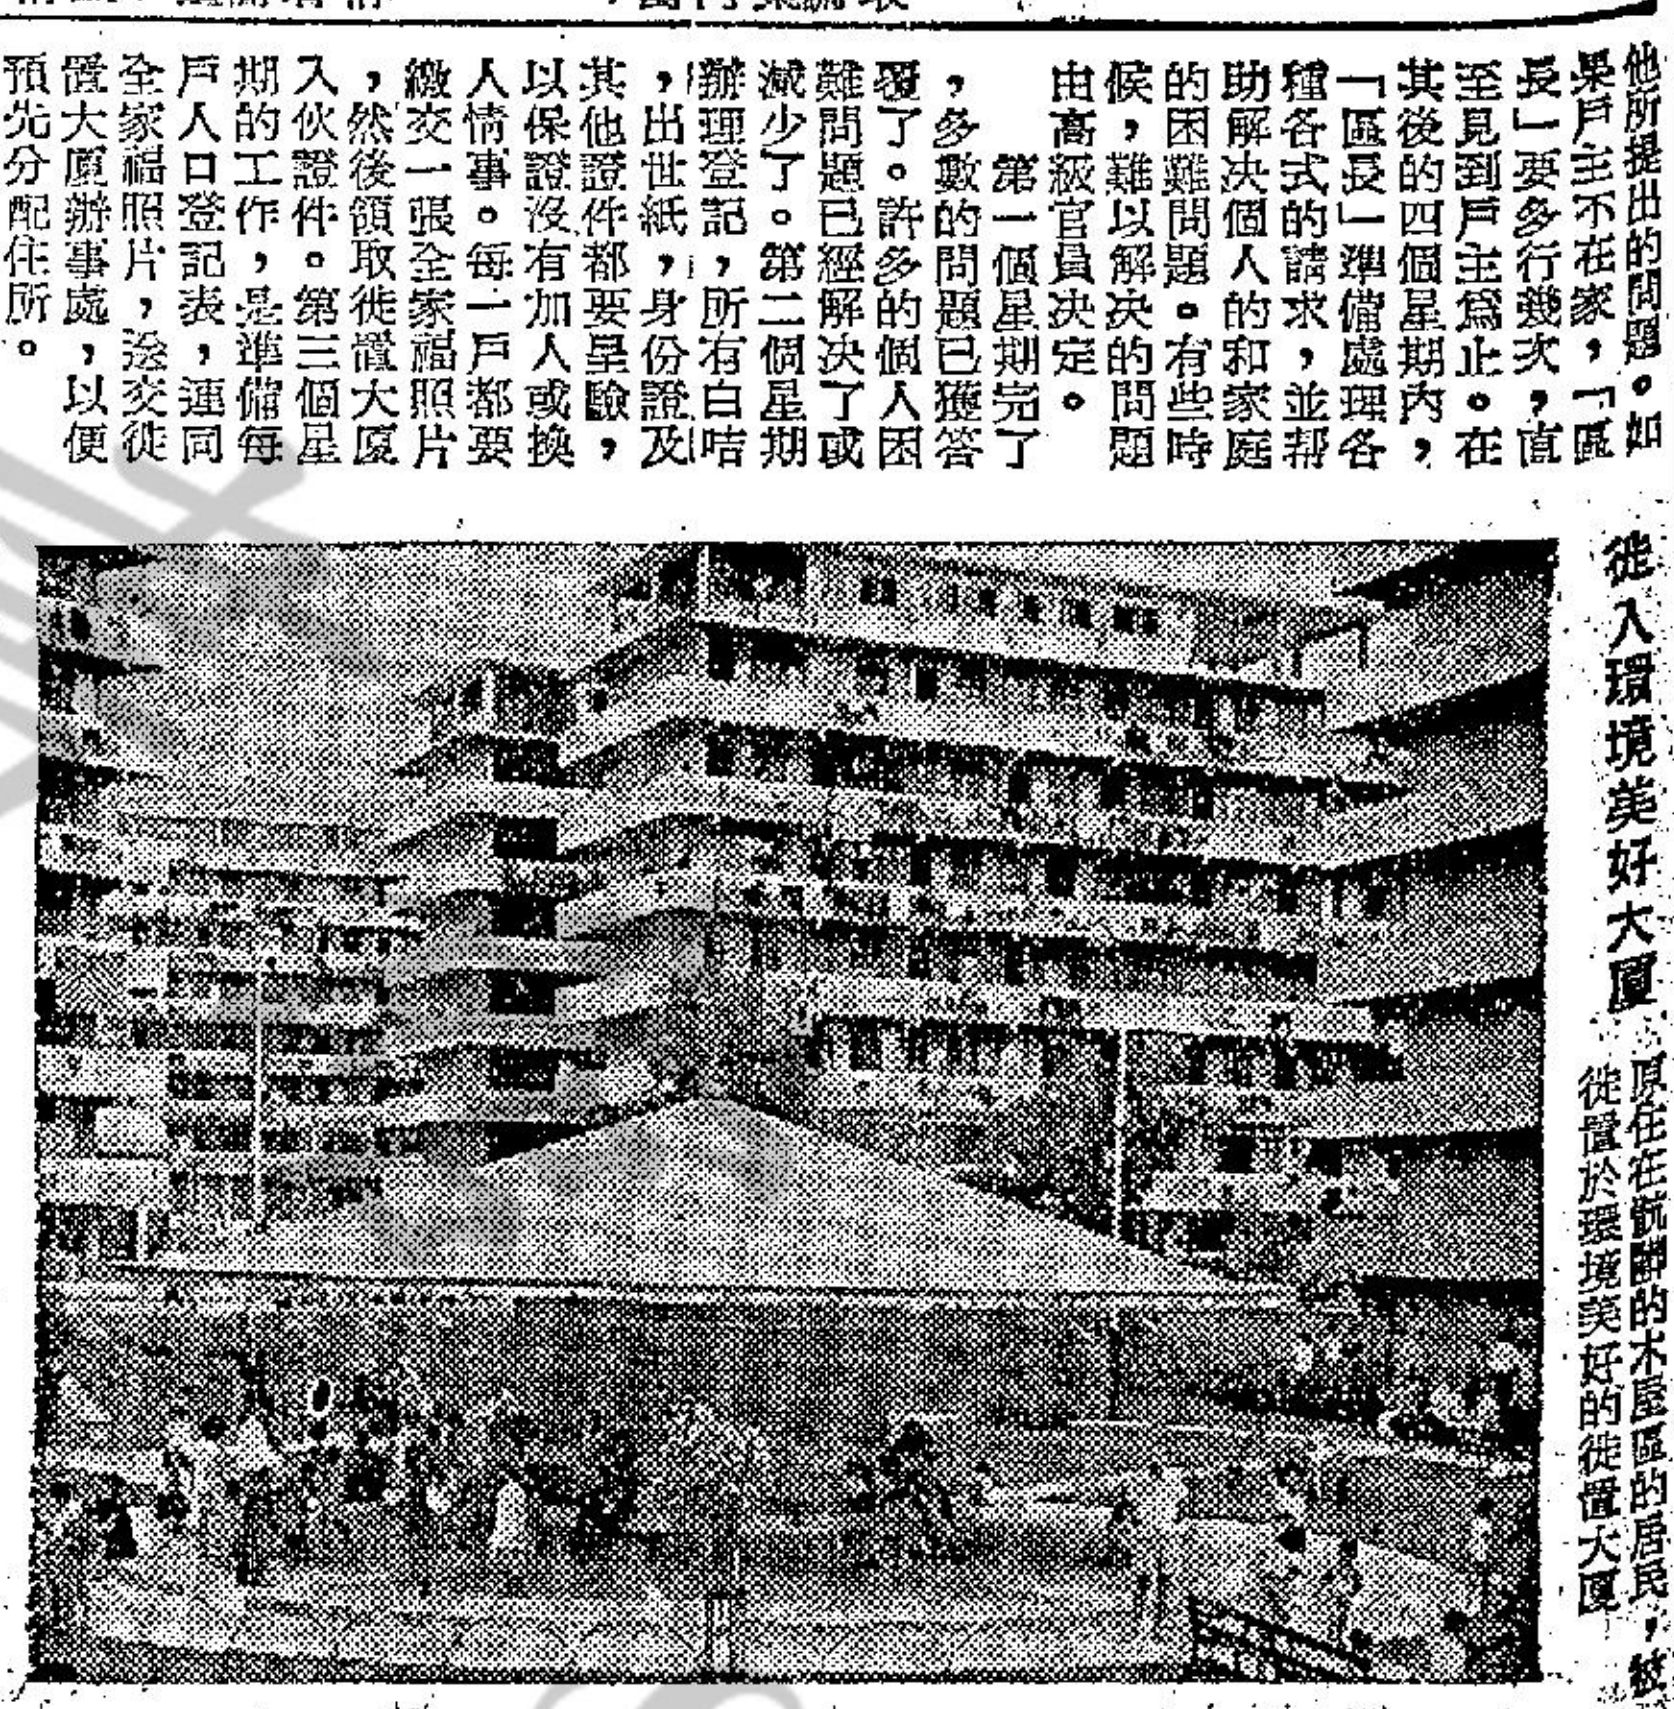 他所提出的問題。如
果戶主不在家，「區
長」要多行幾次，直
至見到戶主爲止。在
其後的四個星期內，
「區長」準備處理各
種各式的請求，並帮
助解决個人的和家庭
的困難問題。有些時
候，難以解决的問題
由高級官員决定。
第一個星期完了
，多數的問題已獲答
覆了。許多的個人困
難問題已經解决了或
減少了。第二個星期
辦理登記，所有白咭
，出世紙，身份證及
其他證件都要呈驗，
以保證沒有加人或換
人情事。每一戶都要
繳交一張全家福照片
，然後領取徙置大厦
入伙證件。第三個星
期的工作，是準備每
戶人口登記表，連同
全家福照片，送交徙
置大厦辦事處，以便
預先分配住所。
徙入環境美好大厦
原住在骯髒的木屋區的居民，被
徙置於環境美好的徙置大厦